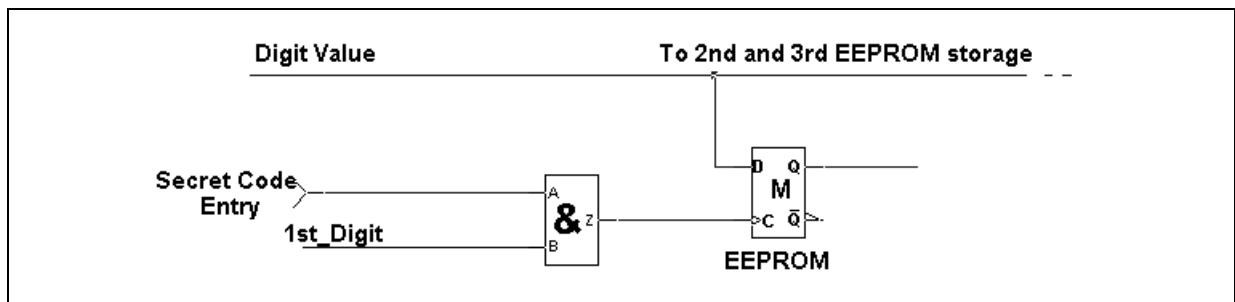 Digit Value
To 2nd and 3rd EEPROM storage
D Q
M
C Q̅
Secret Code
Entry
A
& Z
B
1st_Digit
EEPROM